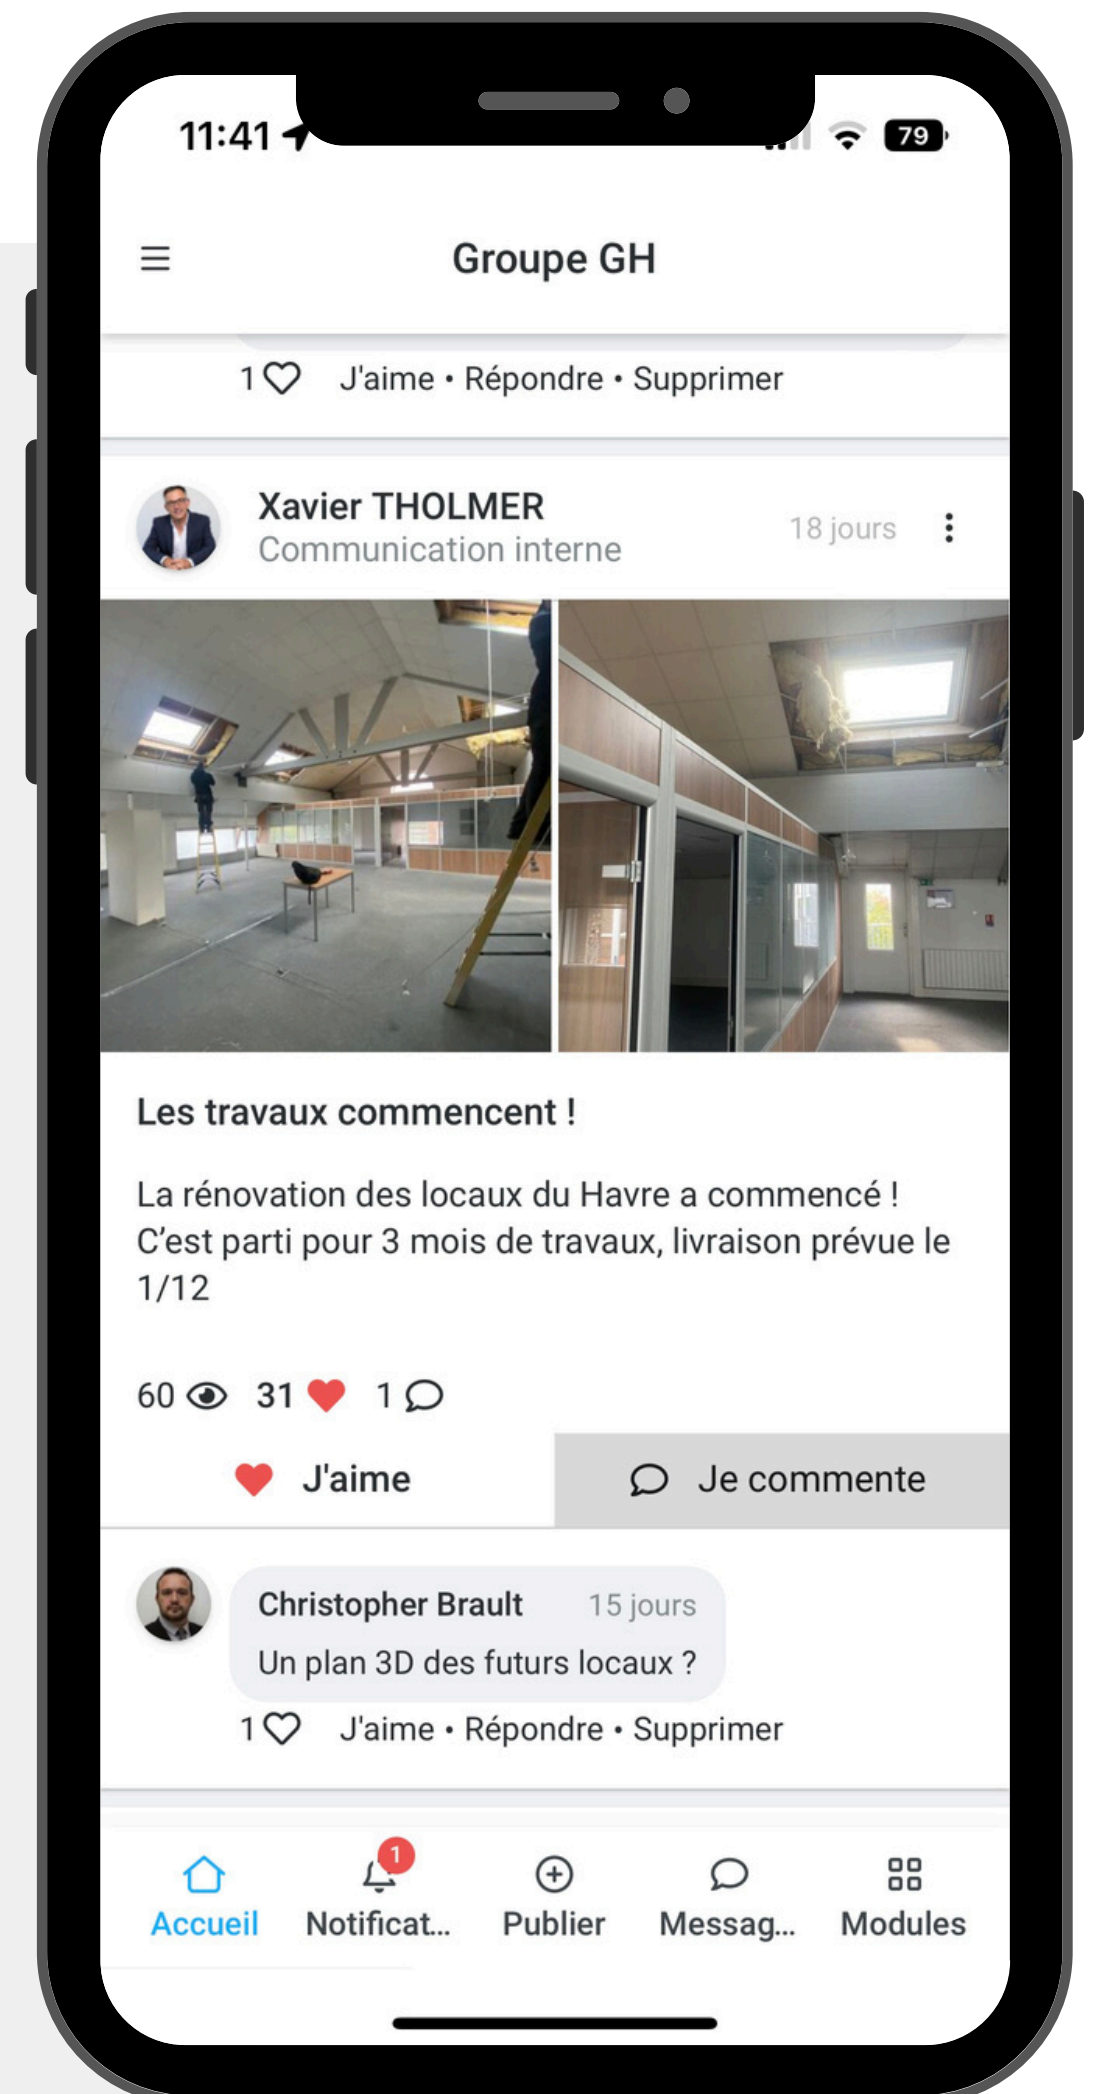 11:41
79
Groupe GH
1 J'aime • Répondre • Supprimer
Xavier THOLMER
Communication interne
18 jours
Les travaux commencent !
La rénovation des locaux du Havre a commencé !
C’est parti pour 3 mois de travaux, livraison prévue le
1/12
60 31 1
J'aime
Je commente
Christopher Brault 15 jours
Un plan 3D des futurs locaux ?
1 J'aime • Répondre • Supprimer
1
Accueil Notificat... Publier Messag... Modules